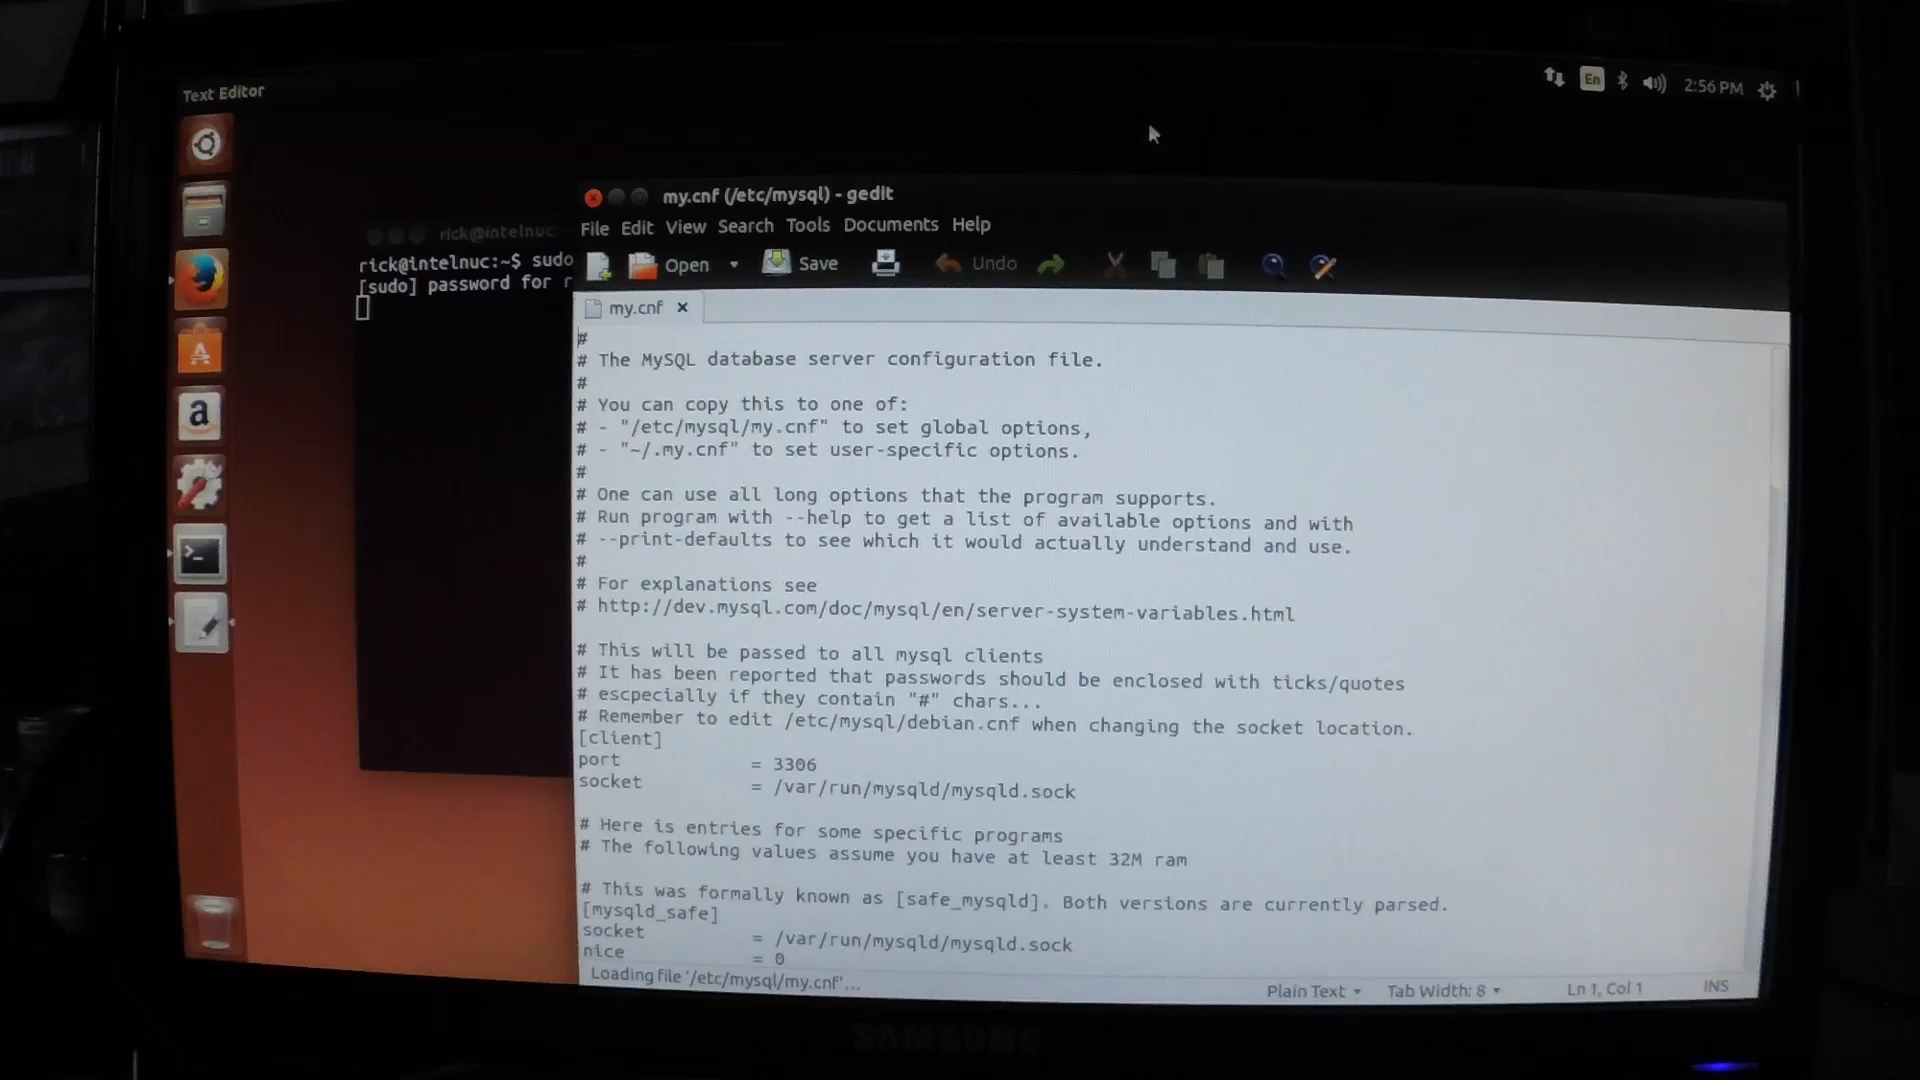 Text Editor
En
2:56 PM
rick@intelnuc:
rick@intelnuc:~$ sudo
[sudo] password for r
my.cnf (/etc/mysql) - gedit
File Edit View Search Tools Documents Help
Open Save Undo
my.cnf
#
# The MySQL database server configuration file.
#
# You can copy this to one of:
# - "/etc/mysql/my.cnf" to set global options,
# - "~/.my.cnf" to set user-specific options.
#
# One can use all long options that the program supports.
# Run program with --help to get a list of available options and with
# --print-defaults to see which it would actually understand and use.
#
# For explanations see
# http://dev.mysql.com/doc/mysql/en/server-system-variables.html
# This will be passed to all mysql clients
# It has been reported that passwords should be enclosed with ticks/quotes
# escpecially if they contain "#" chars...
# Remember to edit /etc/mysql/debian.cnf when changing the socket location.
[client]
port = 3306
socket = /var/run/mysqld/mysqld.sock
# Here is entries for some specific programs
# The following values assume you have at least 32M ram
# This was formally known as [safe_mysqld]. Both versions are currently parsed.
[mysqld_safe]
socket = /var/run/mysqld/mysqld.sock
nice = 0
Loading file '/etc/mysql/my.cnf'...
Plain Text Tab Width: 8 Ln 1, Col 1 INS
SAMSUNG